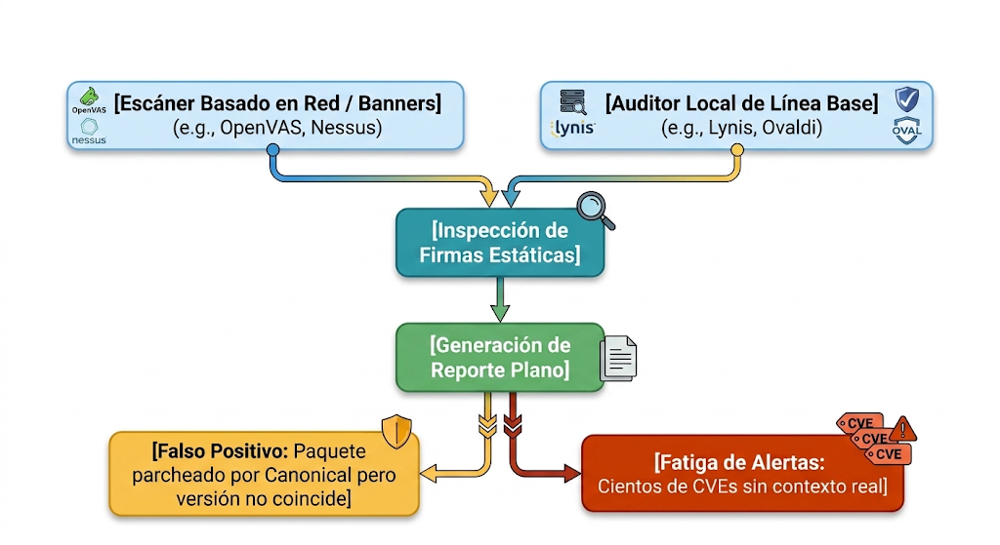 [Escáner Basado en Red / Banners]
(e.g., OpenVAS, Nessus)
OpenVAS
nessus
[Auditor Local de Línea Base]
(e.g., Lynis, Ovaldi)
lynis
OVAL
[Inspección de
Firmas Estáticas]
[Generación de
Reporte Plano]
[Falso Positivo: Paquete
parcheado por Canonical pero
versión no coincide]
CVE
CVE
CVE
[Fatiga de Alertas:
Cientos de CVEs sin contexto real]